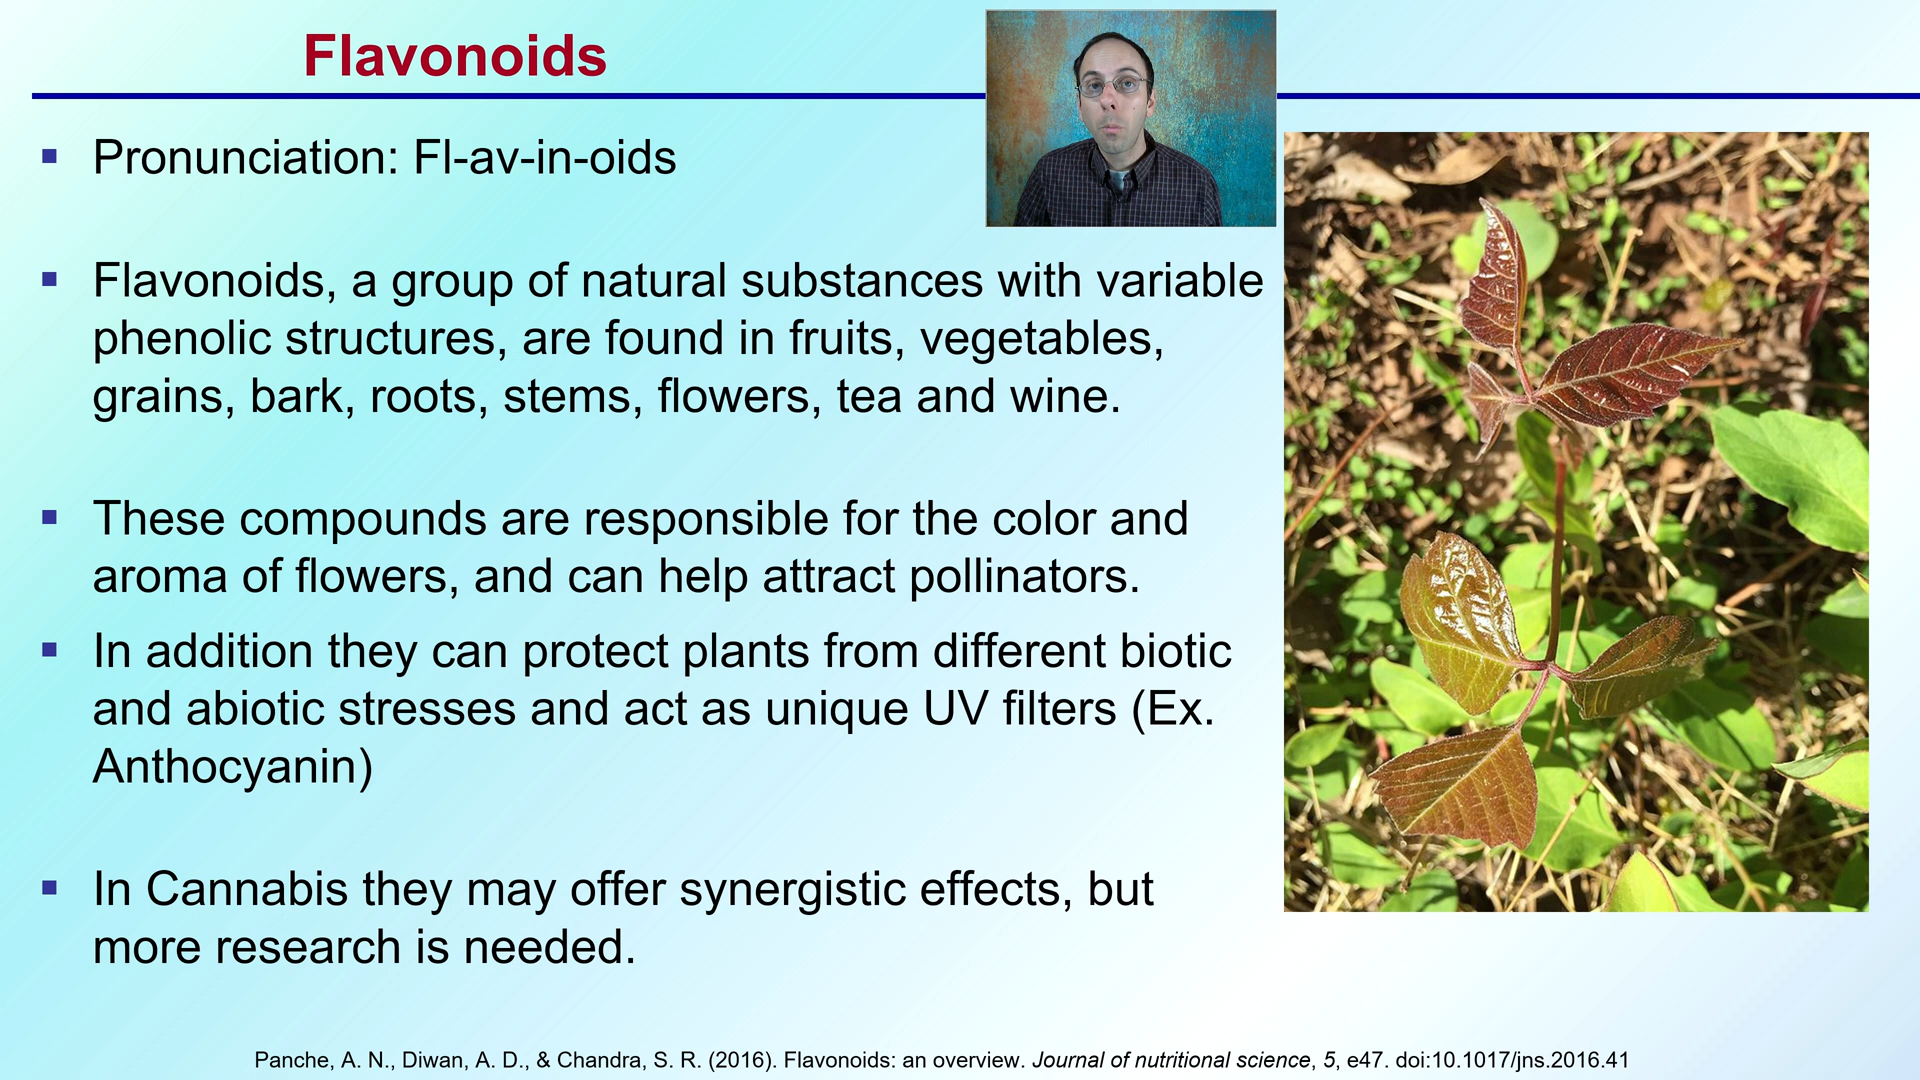 Flavonoids
Pronunciation: Fl-av-in-oids
Flavonoids, a group of natural substances with variable
phenolic structures, are found in fruits, vegetables,
grains, bark, roots, stems, flowers, tea and wine.
These compounds are responsible for the color and
aroma of flowers, and can help attract pollinators.
In addition they can protect plants from different biotic
and abiotic stresses and act as unique UV filters (Ex.
Anthocyanin)
In Cannabis they may offer synergistic effects, but
more research is needed.
Panche, A. N., Diwan, A. D., & Chandra, S. R. (2016). Flavonoids: an overview. Journal of nutritional science, 5, e47. doi:10.1017/jns.2016.41